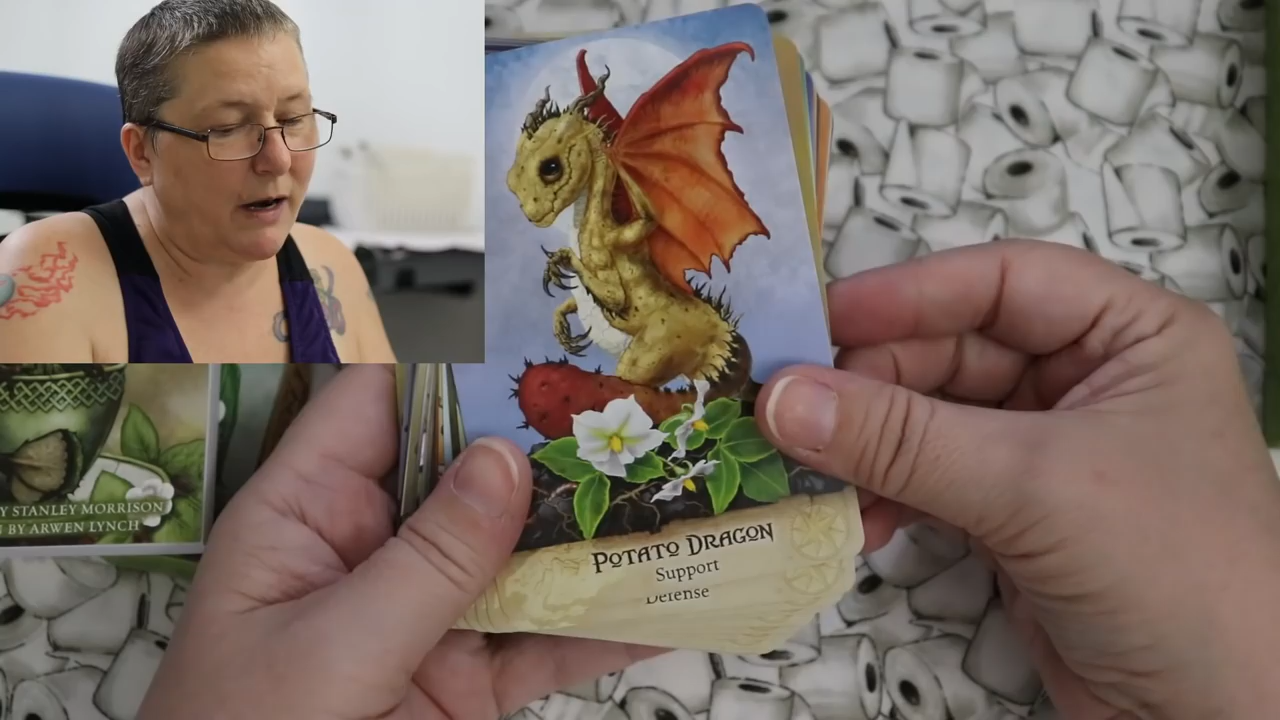 Y STANLEY MORRISON
N BY ARWEN LYNCH
POTATO DRAGON
Support
Defense